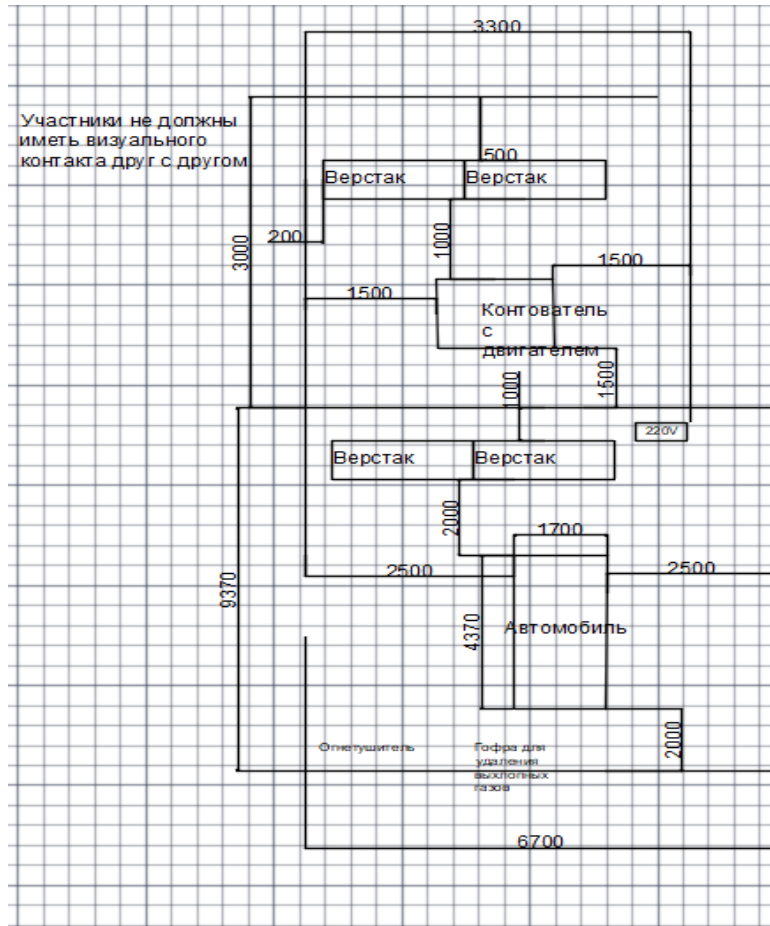 3300
Участники не должны
иметь визуального
контакта друг с другом
500
Верстак
Верстак
200
1000
3000
1500
1500
Контователь
с
двигателем
1500
1000
220V
Верстак
Верстак
2000
1700
2500
2500
9370
4370
Автомобиль
2000
Огнетушитель
Гофра для
удаления
выхлопных
газов
6700